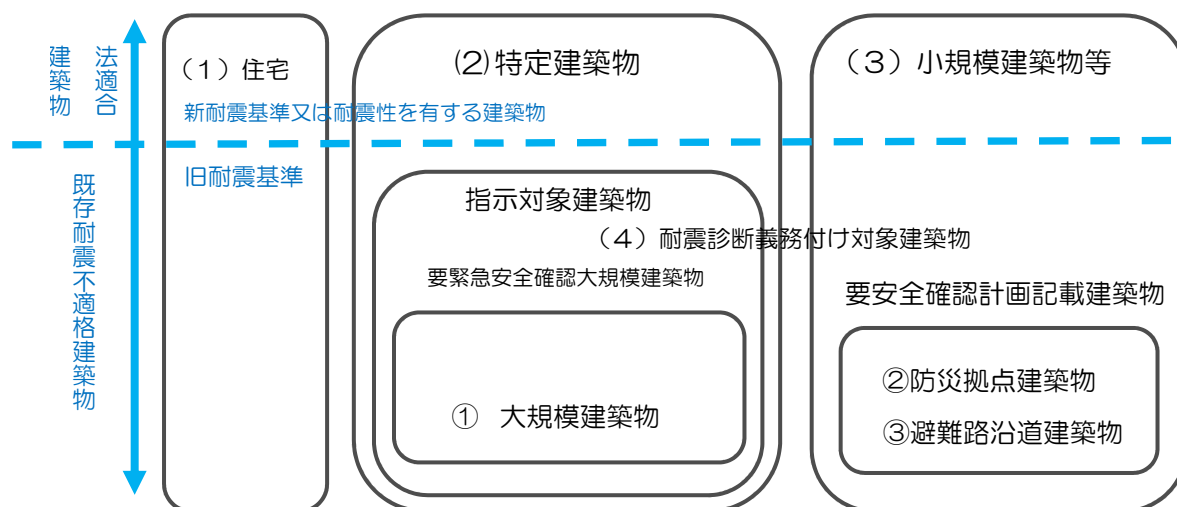 法適合
建築物
既存耐震不適格建築物
（１）住宅
新耐震基準又は耐震性を有する建築物
旧耐震基準
⑵特定建築物
指示対象建築物
（４）耐震診断義務付け対象建築物
要緊急安全確認大規模建築物
①　大規模建築物
（３）小規模建築物等
要安全確認計画記載建築物
②防災拠点建築物
③避難路沿道建築物